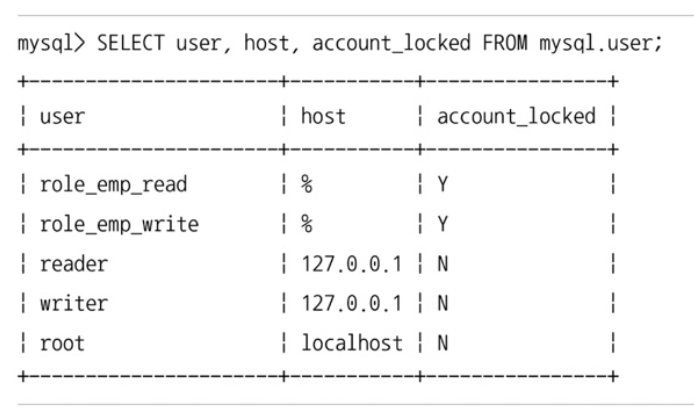 mysql> SELECT user, host, account_locked FROM mysql.user;
+----------------------+-----------+----------------+
| user                 | host      | account_locked |
+----------------------+-----------+----------------+
| role_emp_read        | %         | Y              |
| role_emp_write       | %         | Y              |
| reader               | 127.0.0.1 | N              |
| writer               | 127.0.0.1 | N              |
| root                 | localhost | N              |
+----------------------+-----------+----------------+